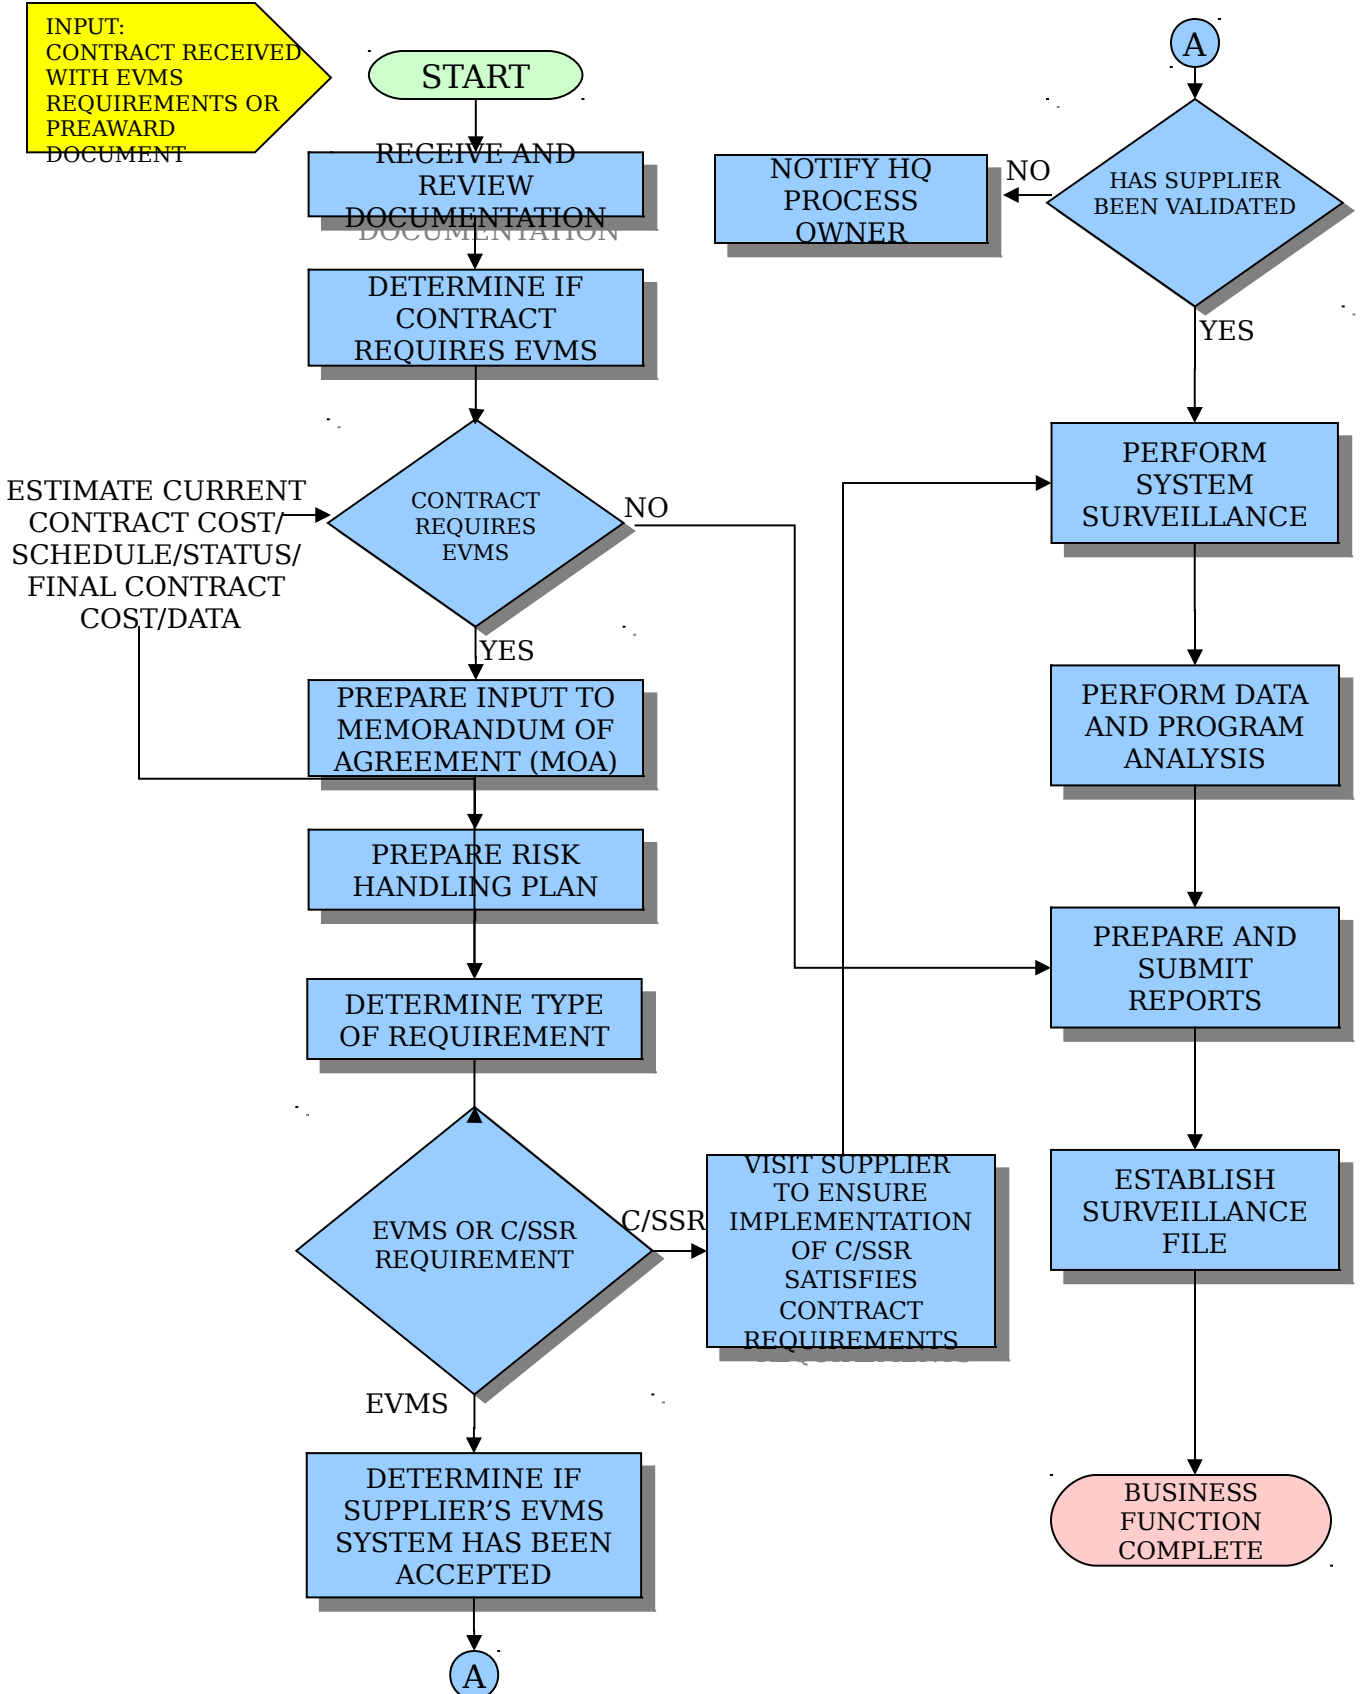 INPUT:
CONTRACT RECEIVED
WITH EVMS
REQUIREMENTS OR
PREAWARD
DOCUMENT
START
RECEIVE AND
REVIEW
DOCUMENTATION
DETERMINE IF
CONTRACT
REQUIRES EVMS
CONTRACT
REQUIRES
EVMS
NO
YES
ESTIMATE CURRENT
CONTRACT COST/
SCHEDULE/STATUS/
FINAL CONTRACT
COST/DATA
PREPARE INPUT TO
MEMORANDUM OF
AGREEMENT (MOA)
PREPARE RISK
HANDLING PLAN
DETERMINE TYPE
OF REQUIREMENT
EVMS OR C/SSR
REQUIREMENT
C/SSR
VISIT SUPPLIER
TO ENSURE
IMPLEMENTATION
OF C/SSR
SATISFIES
CONTRACT
REQUIREMENTS
EVMS
DETERMINE IF
SUPPLIER’S EVMS
SYSTEM HAS BEEN
ACCEPTED
A
A
HAS SUPPLIER
BEEN VALIDATED
NO
NOTIFY HQ
PROCESS
OWNER
YES
PERFORM
SYSTEM
SURVEILLANCE
PERFORM DATA
AND PROGRAM
ANALYSIS
PREPARE AND
SUBMIT
REPORTS
ESTABLISH
SURVEILLANCE
FILE
BUSINESS
FUNCTION
COMPLETE